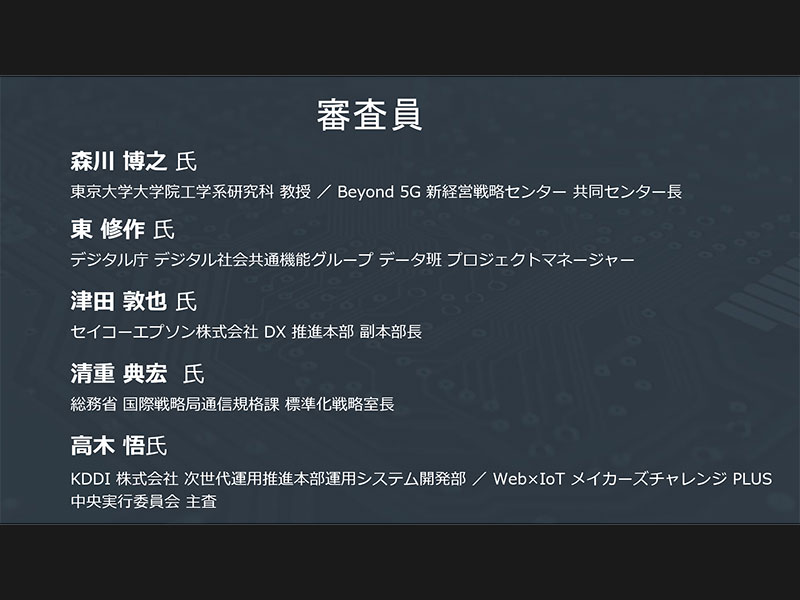 審査員
森川 博之 氏
東京大学大学院工学系研究科 教授 ／ Beyond 5G 新経営戦略センター 共同センター長
東 修作 氏
デジタル庁 デジタル社会共通機能グループ データ班 プロジェクトマネージャー
津田 敦也 氏
セイコーエプソン株式会社 DX 推進本部 副本部長
清重 典宏 氏
総務省 国際戦略局通信規格課 標準化戦略室長
高木 悟氏
KDDI 株式会社 次世代運用推進本部運用システム開発部 ／ Web×IoT メイカーズチャレンジ PLUS
中央実行委員会 主査